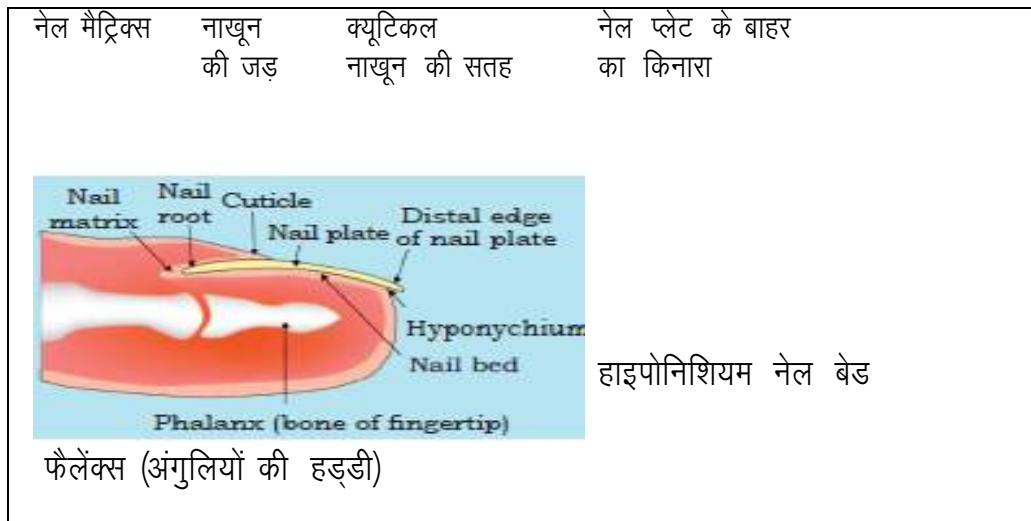 नेल मैट्रिक्स नाखून क्यूटिकल नेल प्लेट के बाहर
की जड़ नाखून की सतह का किनारा
Nail matrix
Nail root
Cuticle
Nail plate
Distal edge of nail plate
Hyponychium
Nail bed
हाइपोनिशियम नेल बेड
Phalanx (bone of fingertip)
फैलेंक्स (अंगुलियों की हड्डी)